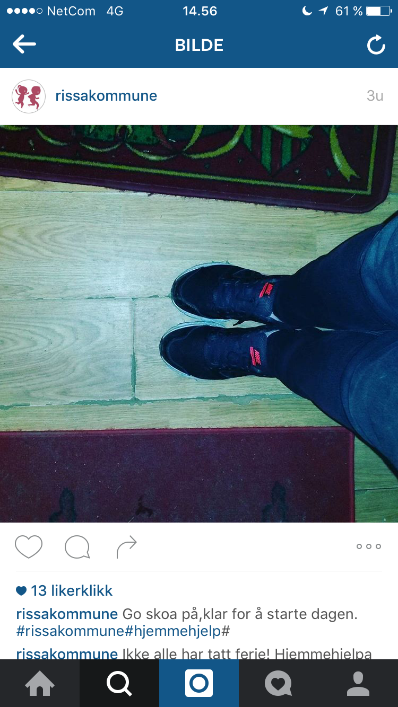 NetCom 4G 14.56 61 %
BILDE
rissakommune 3u
13 likerklikk
rissakommune Go skoa på,klar for å starte dagen.
#rissakommune#hjemmehjelp#
rissakommune Ikke alle har tatt ferie! Hjemmehjelpa